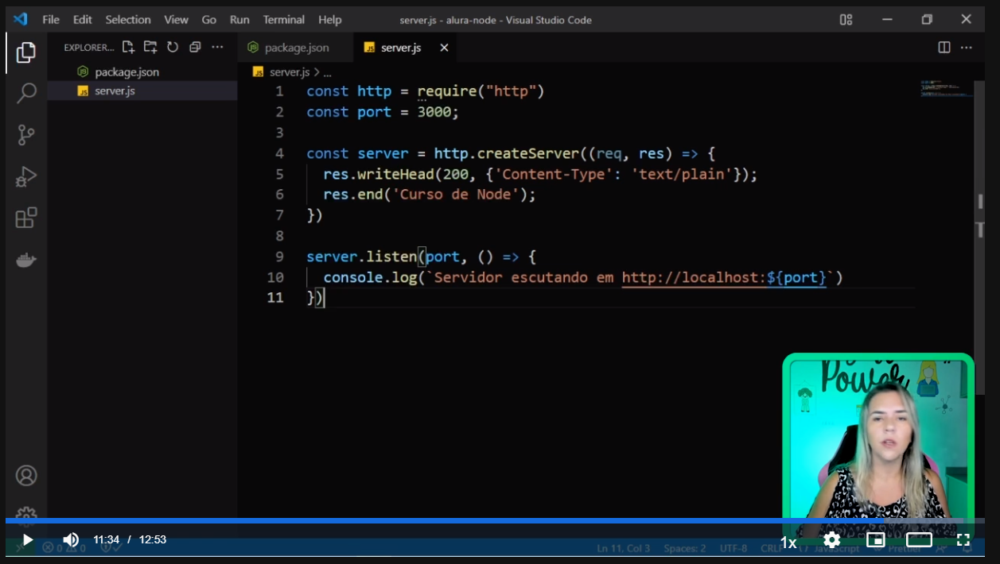 File Edit Selection View Go Run Terminal Help server.js - alura-node - Visual Studio Code
EXPLORER... package.json server.js
package.json
server.js
server.js > ...
1 const http = require("http")
2 const port = 3000;
3
4 const server = http.createServer((req, res) => {
5 res.writeHead(200, {'Content-Type': 'text/plain'});
6 res.end('Curso de Node');
7 })
8
9 server.listen(port, () => {
10 console.log(`Servidor escutando em http://localhost:${port}`)
11 })
Power
11:34 / 12:53
1x
0 0
Ln 11, Col 3 Spaces: 2 UTF-8 CRLF JavaScript Prettier